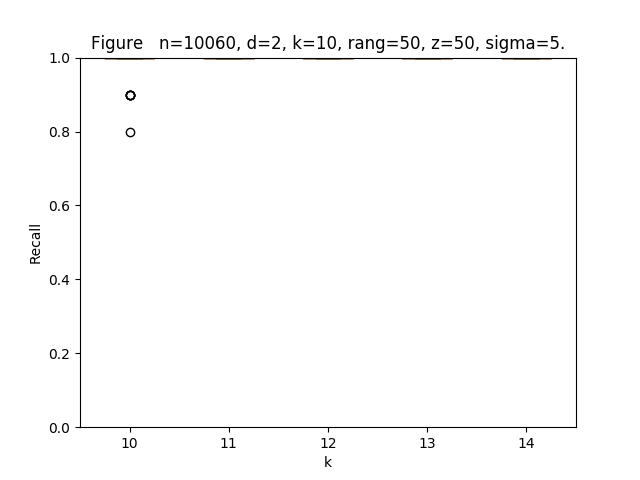 Figure   n=10060, d=2, k=10, rang=50, z=50, sigma=5.
1.0
0.8
0.6
0.4
0.2
0.0
Recall
10 11 12 13 14
k